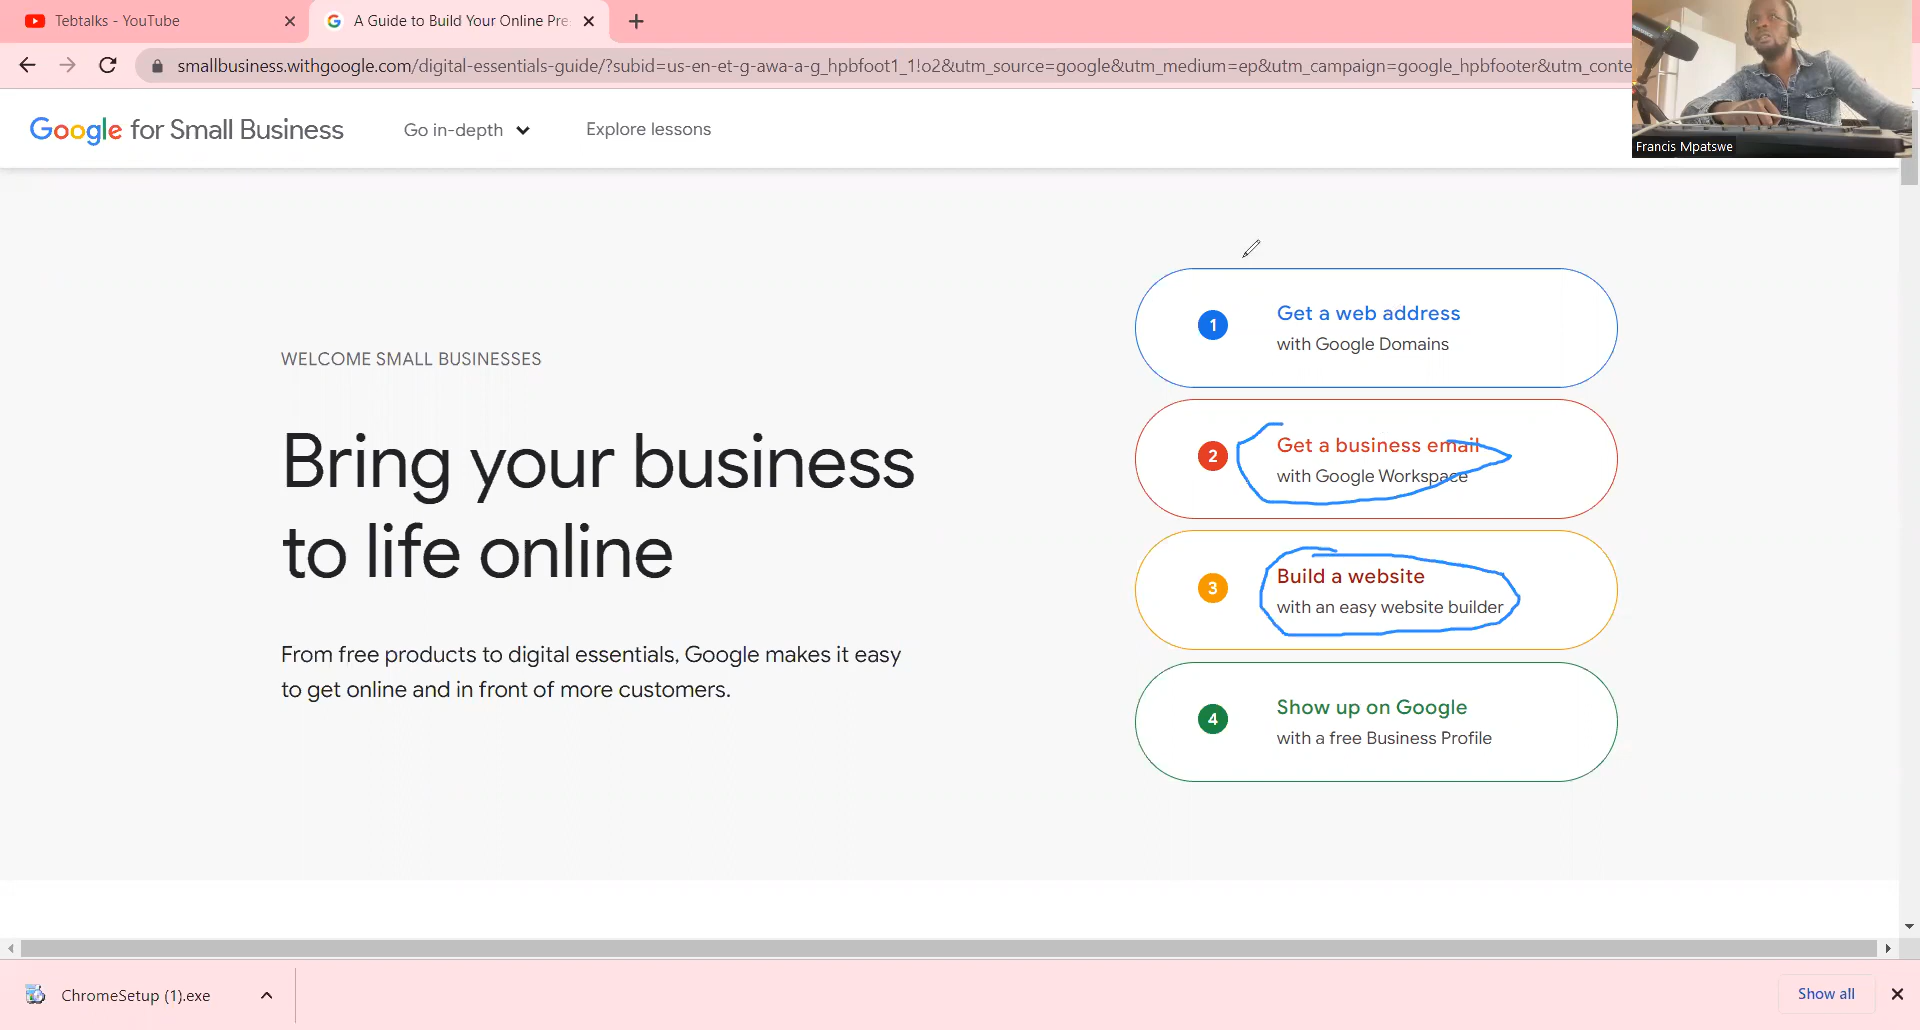 Tebtalks - YouTube
A Guide to Build Your Online Pre
smallbusiness.withgoogle.com/digital-essentials-guide/?subid=us-en-et-g-awa-a-g_hpbfoot1_1!o2&utm_source=google&utm_medium=ep&utm_campaign=google_hpbfooter&utm_conte
Francis Mpatswe
Google for Small Business
Go in-depth
Explore lessons
WELCOME SMALL BUSINESSES
Bring your business
to life online
From free products to digital essentials, Google makes it easy
to get online and in front of more customers.
1
Get a web address
with Google Domains
2
Get a business email
with Google Workspace
3
Build a website
with an easy website builder
4
Show up on Google
with a free Business Profile
ChromeSetup (1).exe
Show all